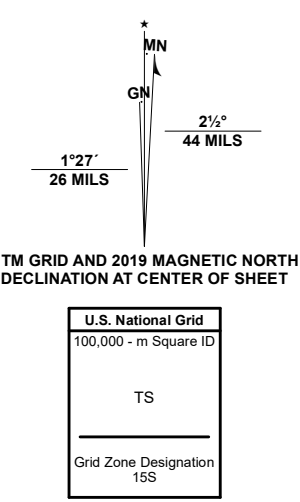 ★
MN
GN
2½°
44 MILS
1°27´
26 MILS
TM GRID AND 2019 MAGNETIC NORTH
DECLINATION AT CENTER OF SHEET
U.S. National Grid
100,000 - m Square ID
TS
Grid Zone Designation
15S